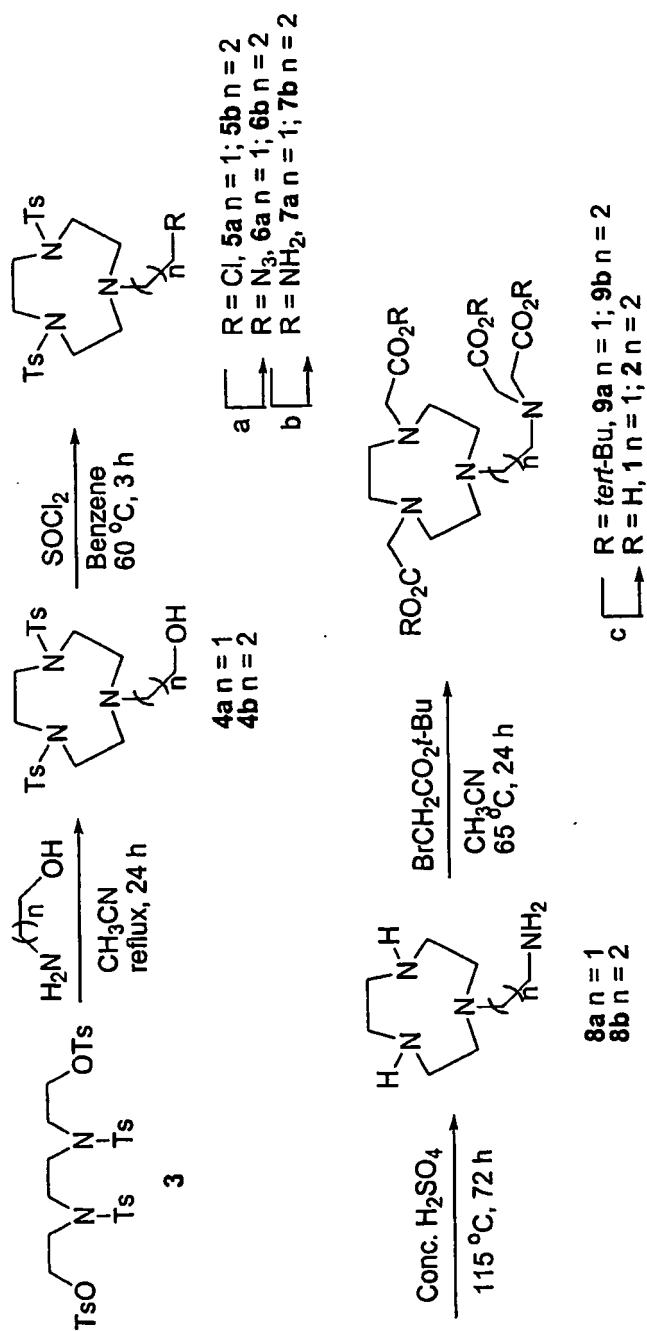 TsO
N
Ts
N
Ts
OTs
3
H₂N ( )n OH
CH₃CN
reflux, 24 h
Ts
N
N
Ts
N
( )n OH
4a n = 1
4b n = 2
SOCl₂
Benzene
60 °C, 3 h
Ts
N
N
Ts
N
( )n R
R = Cl, 5a n = 1; 5b n = 2
a R = N₃, 6a n = 1; 6b n = 2
b R = NH₂, 7a n = 1; 7b n = 2
Conc. H₂SO₄
115 °C, 72 h
H
N
N
H
N
( )n NH₂
8a n = 1
8b n = 2
BrCH₂CO₂t-Bu
CH₃CN
65 °C, 24 h
RO₂C
N
N
CO₂R
N
( )n N
CO₂R
CO₂R
R = tert-Bu, 9a n = 1; 9b n = 2
c R = H, 1 n = 1; 2 n = 2